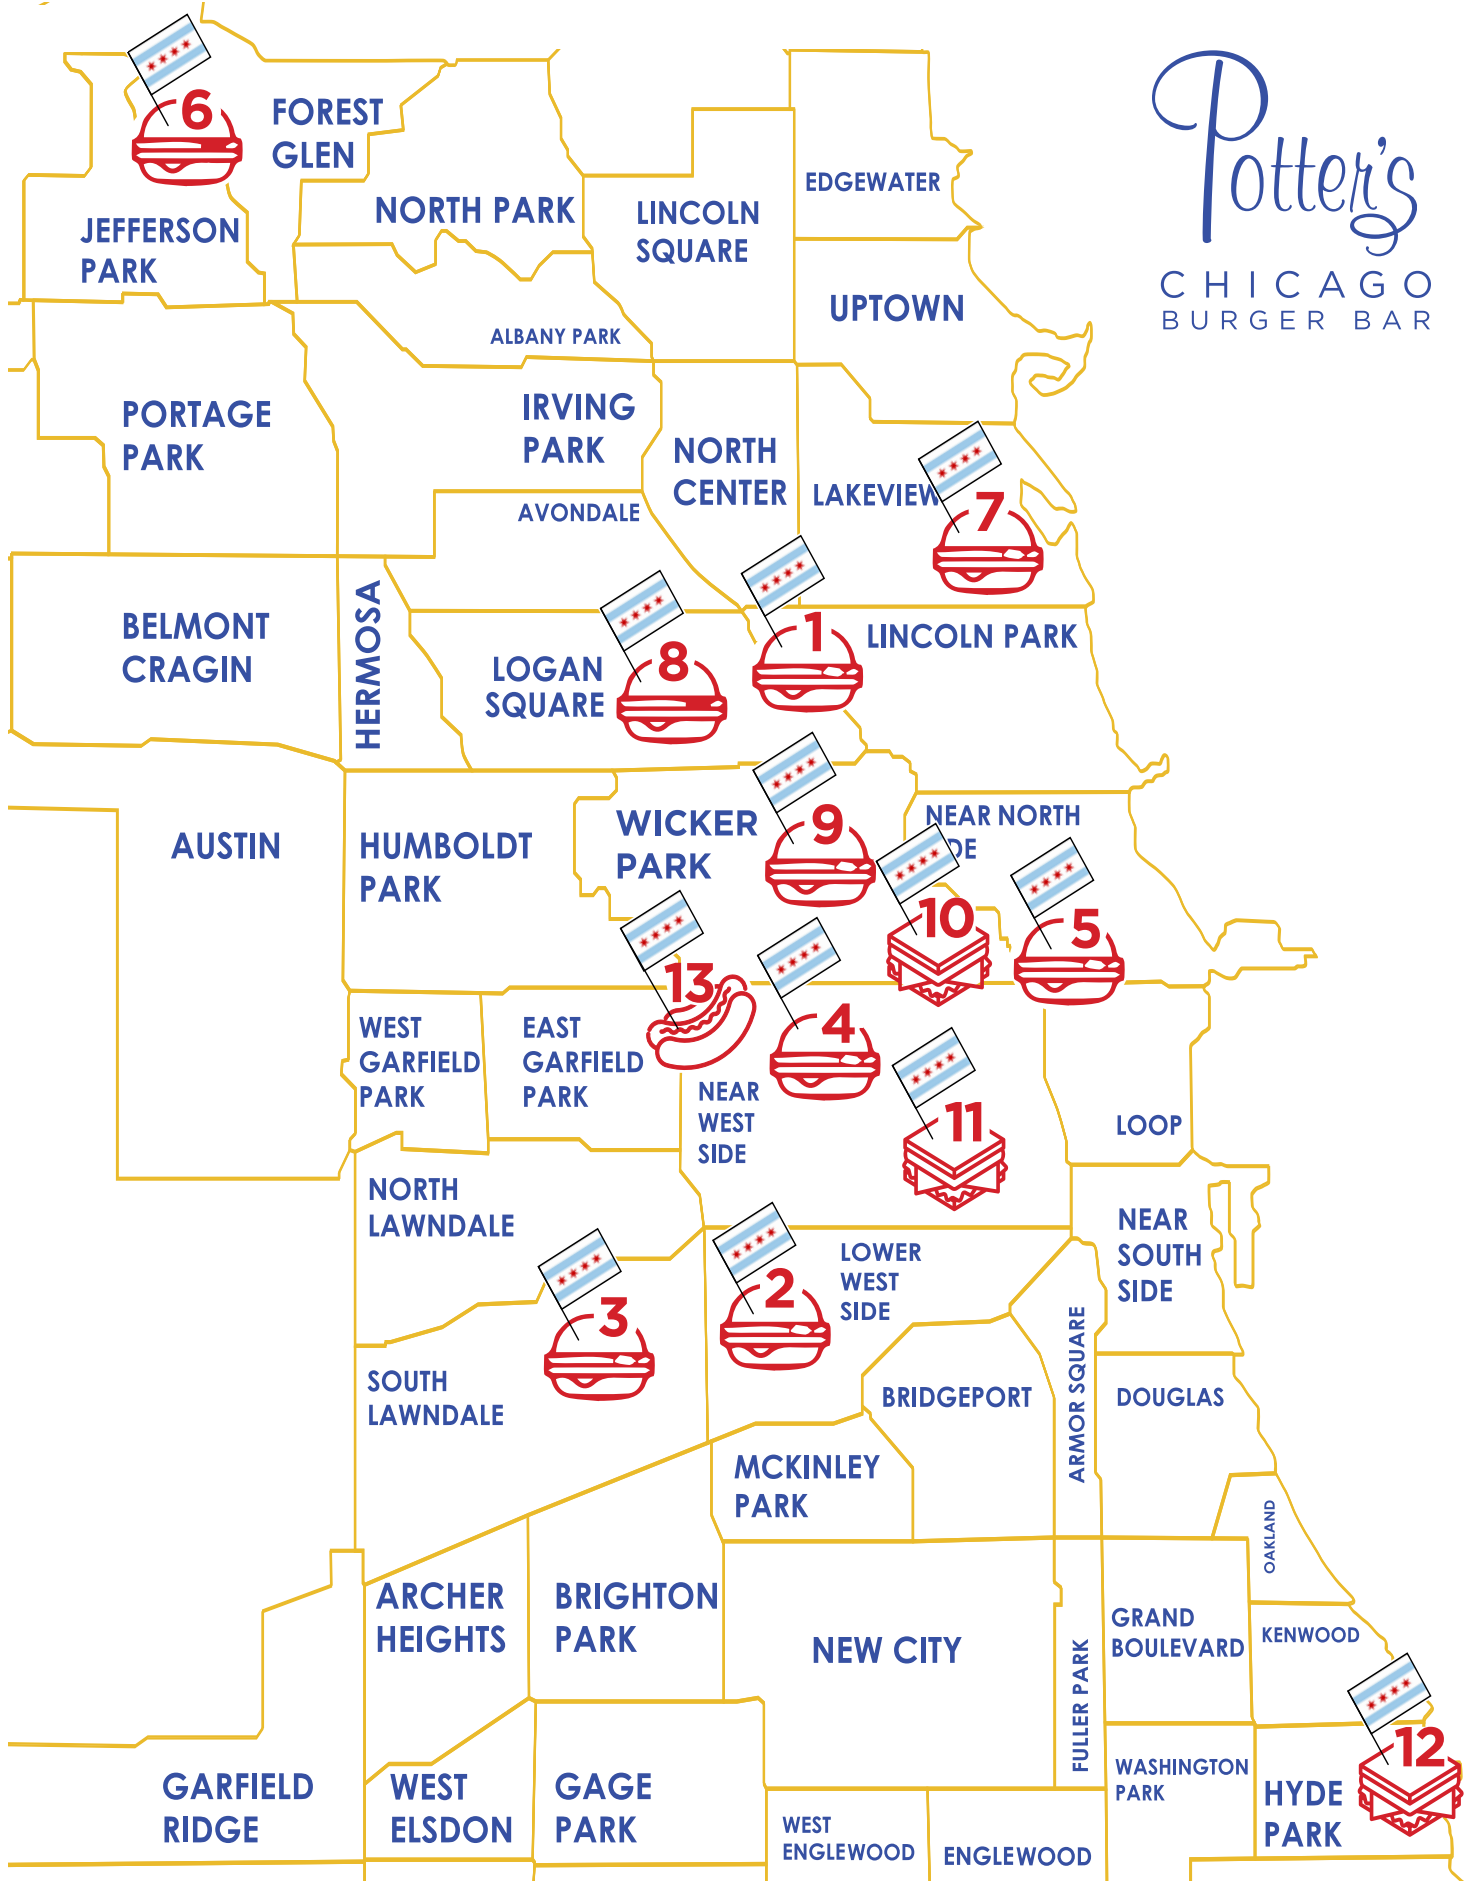 Potter's
CHICAGO
BURGER BAR
6
FOREST
GLEN
JEFFERSON
PARK
NORTH PARK
LINCOLN
SQUARE
EDGEWATER
UPTOWN
ALBANY PARK
PORTAGE
PARK
IRVING
PARK
NORTH
CENTER
LAKEVIEW
7
AVONDALE
BELMONT
CRAGIN
HERMOSA
LOGAN
SQUARE
8
1
LINCOLN PARK
AUSTIN
HUMBOLDT
PARK
WICKER
PARK
9
NEAR NORTH
DE
10
5
13
4
WEST
GARFIELD
PARK
EAST
GARFIELD
PARK
NEAR
WEST
SIDE
11
LOOP
NORTH
LAWNDALE
NEAR
SOUTH
SIDE
LOWER
WEST
SIDE
2
3
SOUTH
LAWNDALE
BRIDGEPORT
ARMOR SQUARE
DOUGLAS
MCKINLEY
PARK
OAKLAND
ARCHER
HEIGHTS
BRIGHTON
PARK
NEW CITY
FULLER PARK
GRAND
BOULEVARD
KENWOOD
12
GARFIELD
RIDGE
WEST
ELSDON
GAGE
PARK
WEST
ENGLEWOOD
ENGLEWOOD
WASHINGTON
PARK
HYDE
PARK